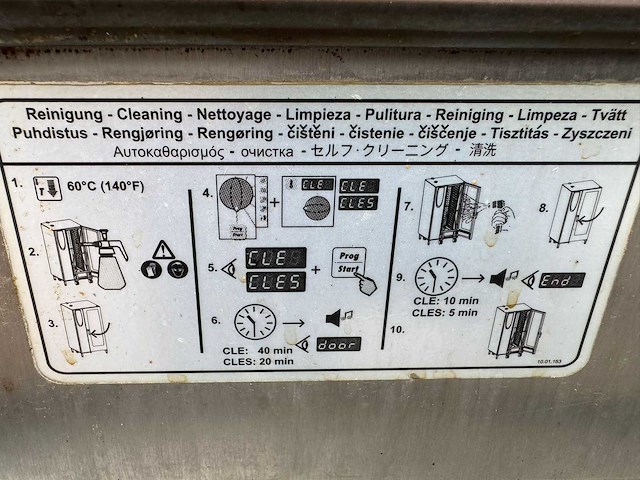 Reinigung - Cleaning - Nettoyage - Limpieza - Pulitura - Reiniging - Limpeza - Tvätt
Puhdistus - Rengjøring - Rengøring - čištěni - čistenie - čiščenje - Tisztitás - Zyszczeni
Αυτοκαθαρισμός - очистка - セルフ・クリーニング - 清洗
1. 60°C (140°F)
2.
3.
4. Prog Start + CLE CLE
CLES
5. CLE
CLES + Prog
Start
6.
door
CLE: 40 min
CLES: 20 min
7.
8.
9. End
CLE: 10 min
CLES: 5 min
10.
10.01.163